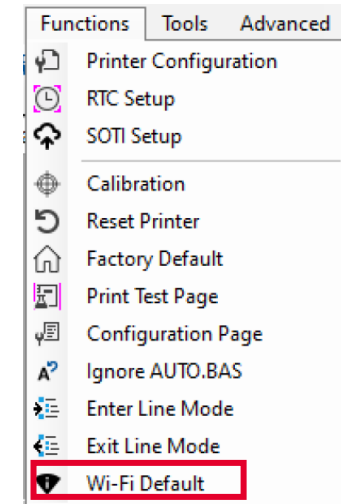 Functions Tools Advanced
Printer Configuration
RTC Setup
SOTI Setup
Calibration
Reset Printer
Factory Default
Print Test Page
Configuration Page
Ignore AUTO.BAS
Enter Line Mode
Exit Line Mode
Wi-Fi Default